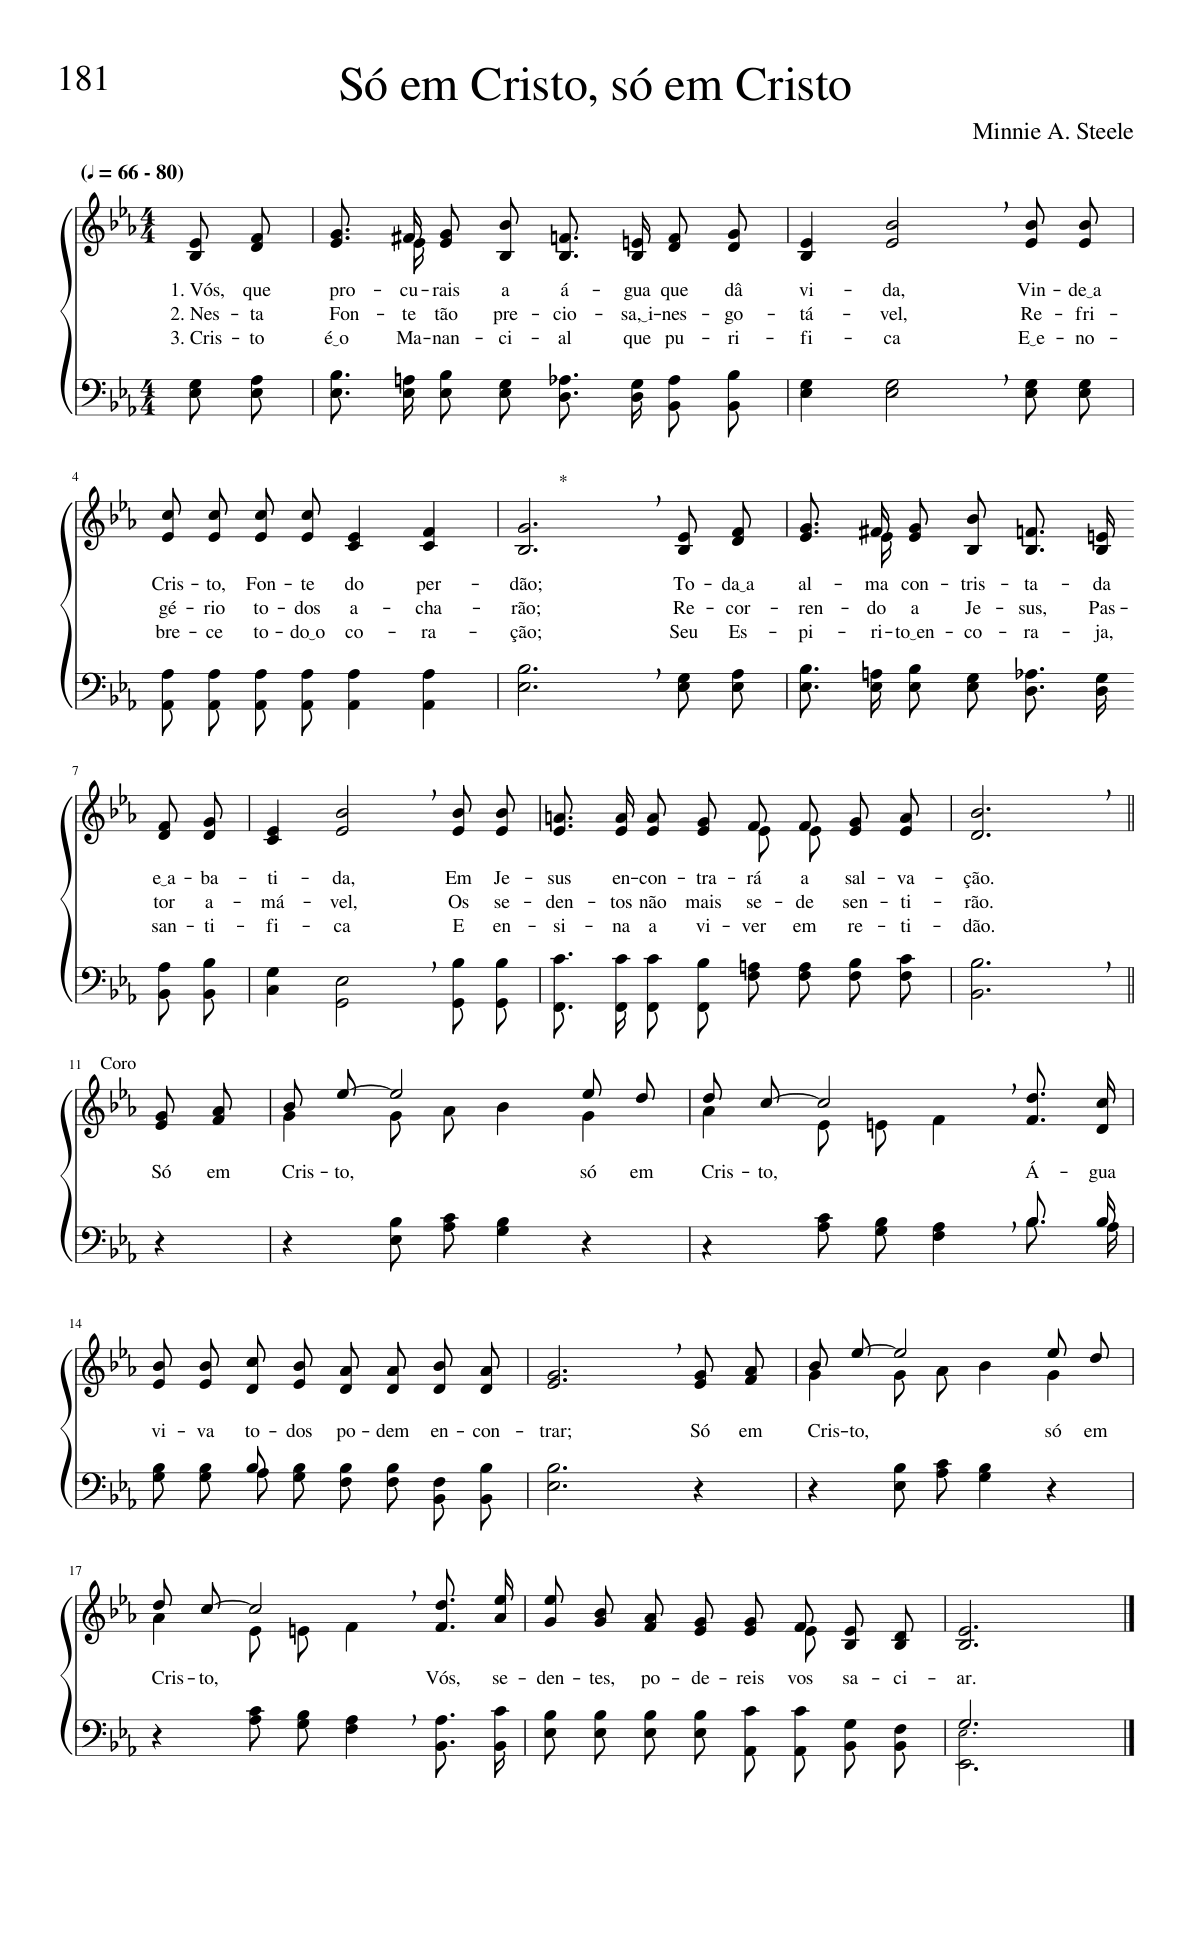 181
Só em Cristo, só em Cristo
Minnie A. Steele
(♩ = 66 - 80)
1. Vós, que pro - cu - rais a á - gua que dâ vi - da, Vin - de‿a
2. Nes - ta Fon - te tão pre - cio - sa,‿i - nes - go - tá - vel, Re - fri -
3. Cris - to é‿o Ma - nan - ci - al que pu - ri - fi - ca E‿e - no -
4
*
Cris - to, Fon - te do per - dão; To - da‿a al - ma con - tris - ta - da
gé - rio to - dos a - cha - rão; Re - cor - ren - do a Je - sus, Pas -
bre - ce to - do‿o co - ra - ção; Seu Es - pi - ri - to‿en - co - ra - ja,
7
e‿a - ba - ti - da, Em Je - sus en - con - tra - rá a sal - va - ção.
tor a - má - vel, Os se - den - tos não mais se - de sen - ti - rão.
san - ti - fi - ca E en - si - na a vi - ver em re - ti - dão.
11 Coro
Só em Cris - to, só em Cris - to, Á - gua
14
vi - va to - dos po - dem en - con - trar; Só em Cris - to, só em
17
Cris - to, Vós, se - den - tes, po - de - reis vos sa - ci - ar.